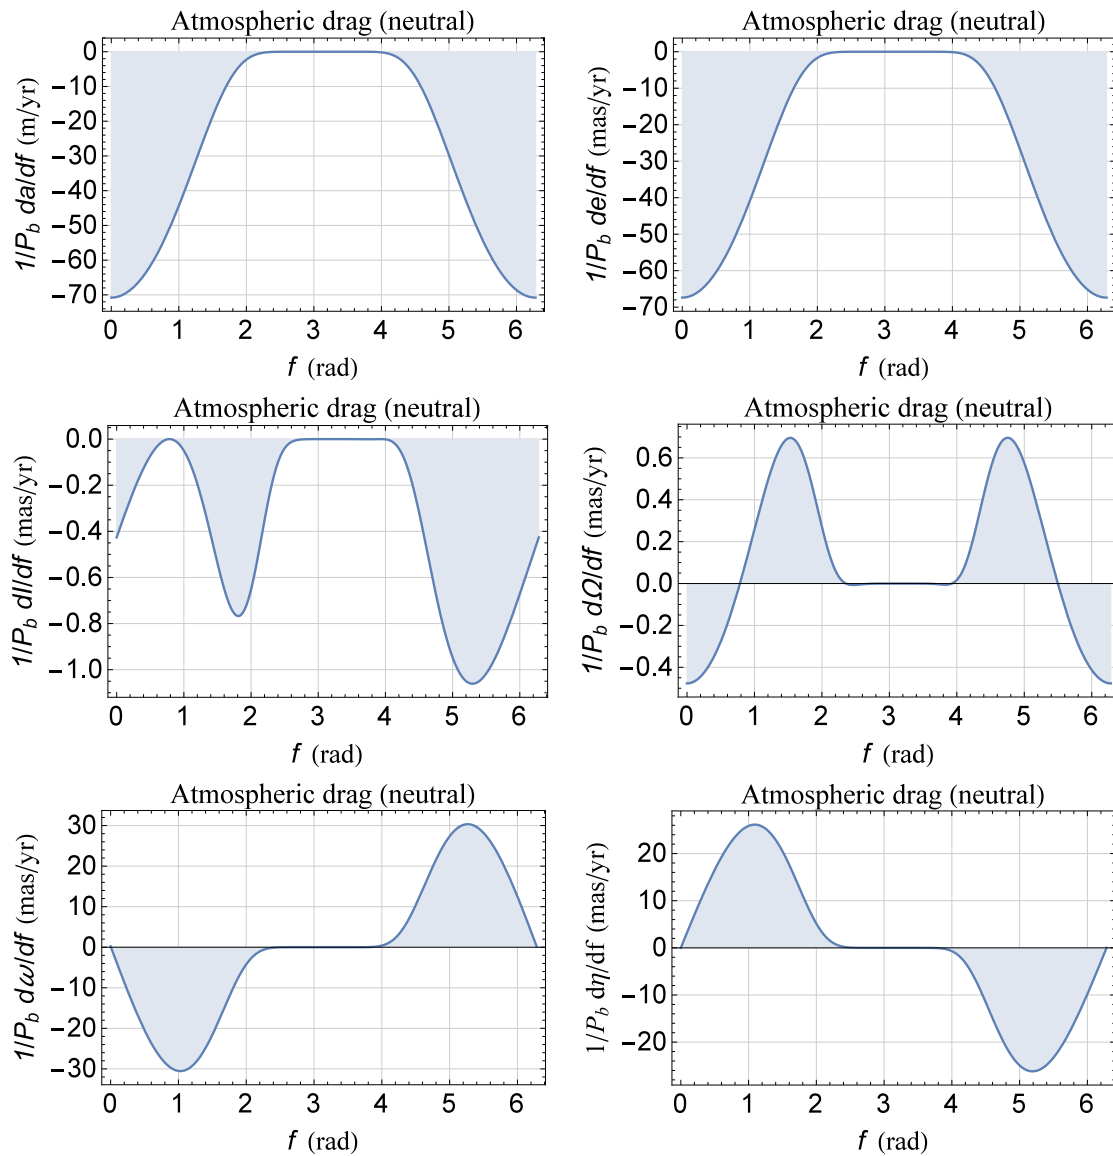 Atmospheric drag (neutral)
1/P_b da/df (m/yr)
0
−10
−20
−30
−40
−50
−60
−70
0 1 2 3 4 5 6
f (rad)
Atmospheric drag (neutral)
1/P_b de/df (mas/yr)
0
−10
−20
−30
−40
−50
−60
−70
0 1 2 3 4 5 6
f (rad)
Atmospheric drag (neutral)
1/P_b dI/df (mas/yr)
0.0
−0.2
−0.4
−0.6
−0.8
−1.0
0 1 2 3 4 5 6
f (rad)
Atmospheric drag (neutral)
1/P_b dΩ/df (mas/yr)
0.6
0.4
0.2
0.0
−0.2
−0.4
0 1 2 3 4 5 6
f (rad)
Atmospheric drag (neutral)
1/P_b dω/df (mas/yr)
30
20
10
0
−10
−20
−30
0 1 2 3 4 5 6
f (rad)
Atmospheric drag (neutral)
1/P_b dη/df (mas/yr)
20
10
0
−10
−20
0 1 2 3 4 5 6
f (rad)